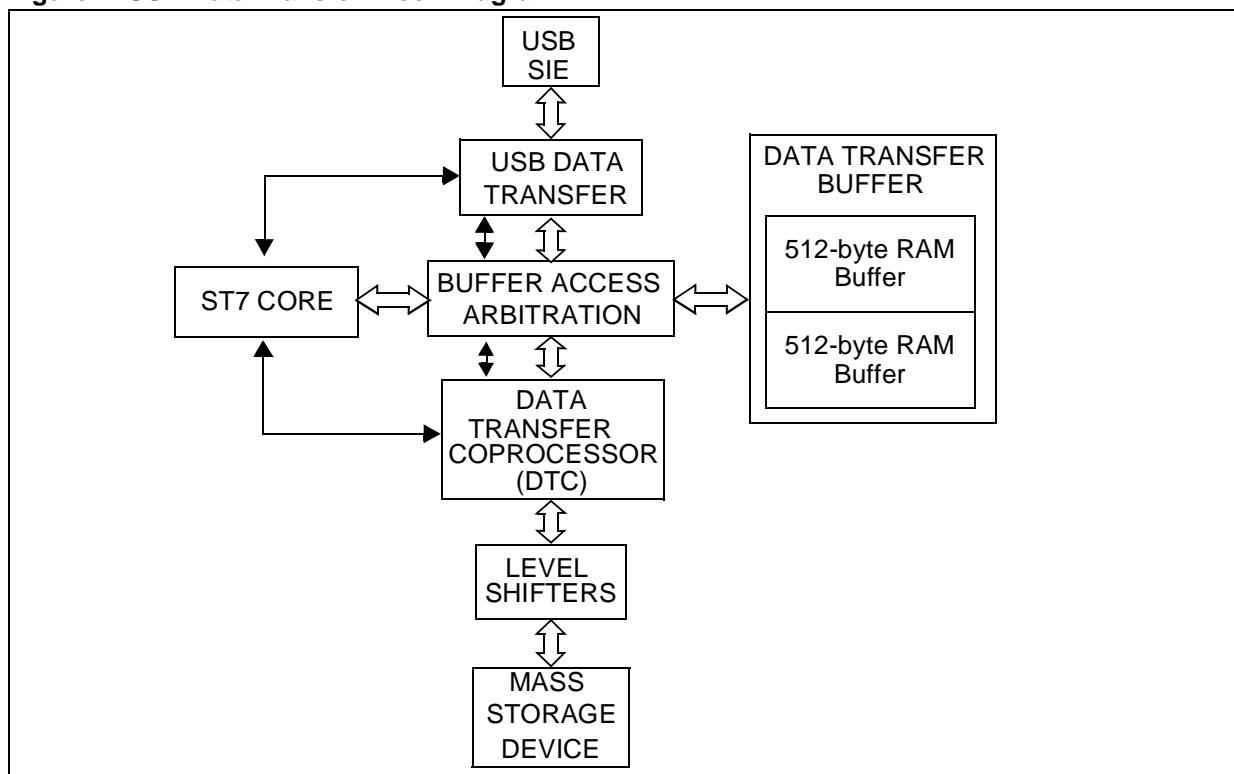 USB
SIE
USB DATA
TRANSFER
DATA TRANSFER
BUFFER
512-byte RAM
Buffer
512-byte RAM
Buffer
ST7 CORE
BUFFER ACCESS
ARBITRATION
DATA
TRANSFER
COPROCESSOR
(DTC)
LEVEL
SHIFTERS
MASS
STORAGE
DEVICE